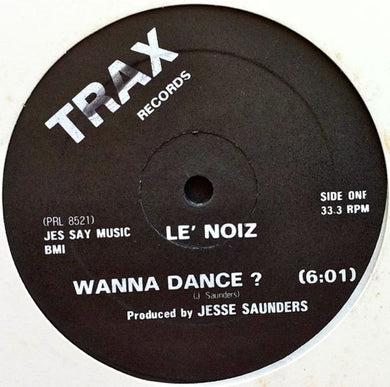 TRAX
RECORDS
(PRL 8521)
JES SAY MUSIC
BMI
LE' NOIZ
SIDE ONE
33.3 RPM
WANNA DANCE ? (6:01)
(J. Saunders)
Produced by JESSE SAUNDERS